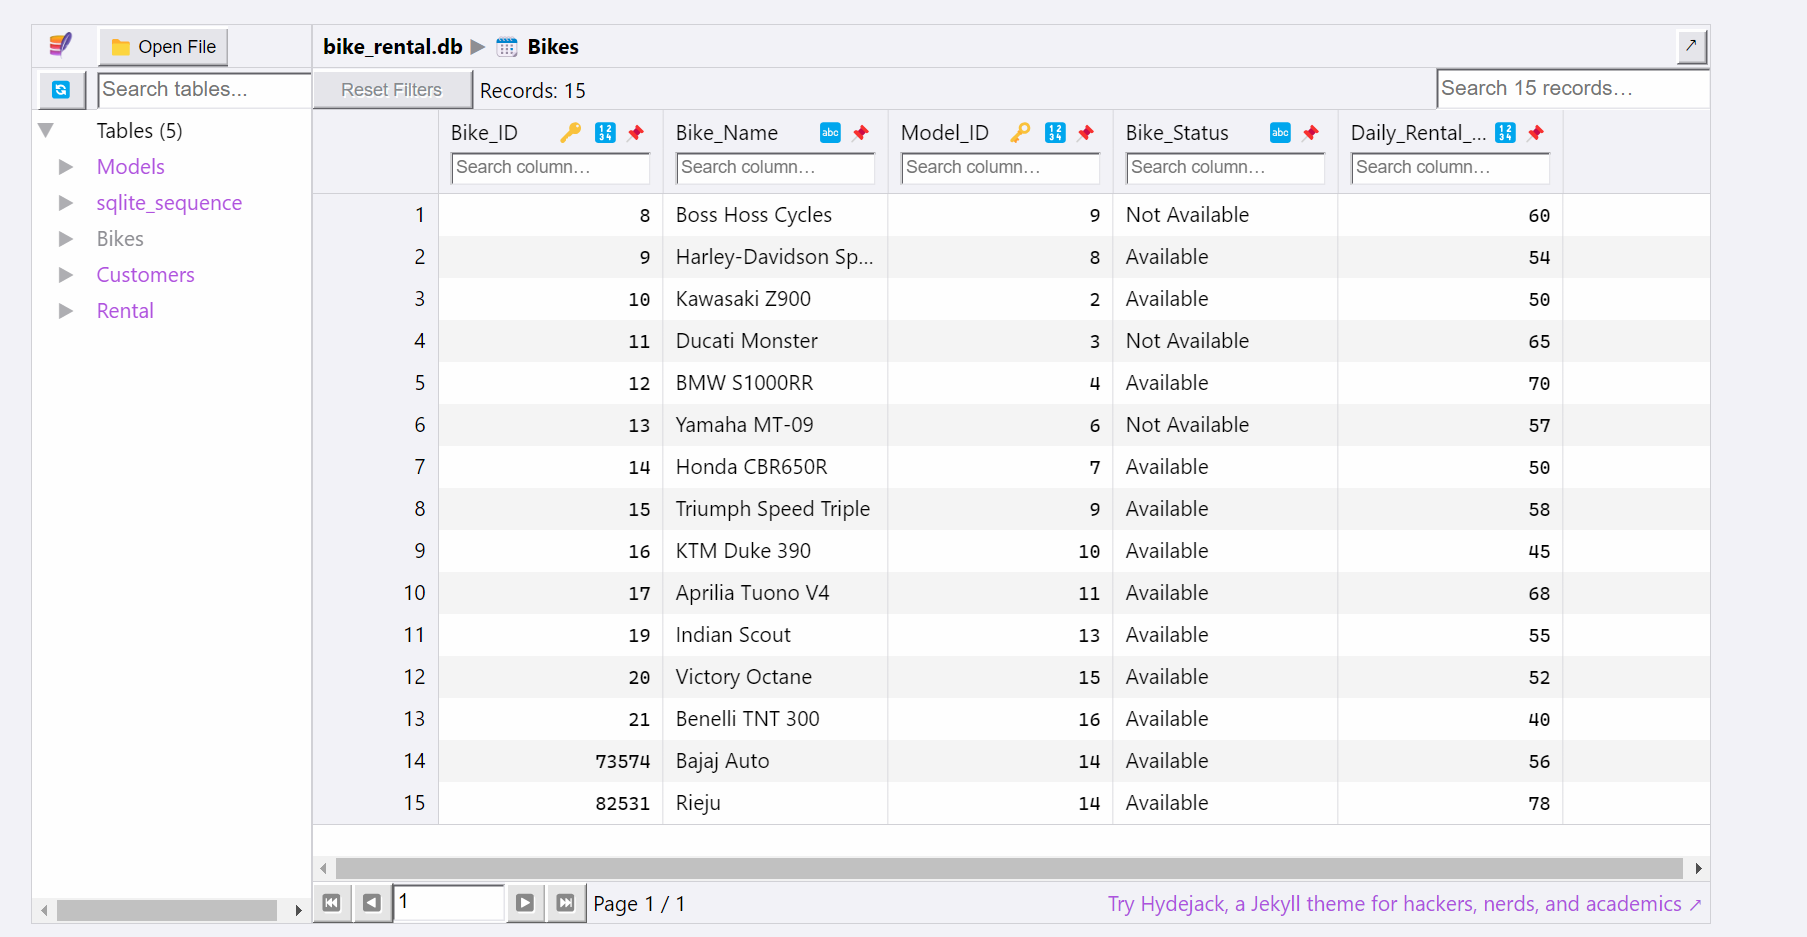 Open File
bike_rental.db ▶ Bikes
Search tables...
Reset Filters Records: 15 Search 15 records...
Tables (5)
Models
sqlite_sequence
Bikes
Customers
Rental
Bike_ID Bike_Name abc Model_ID Bike_Status abc Daily_Rental_...
Search column... Search column... Search column... Search column... Search column...
1 8 Boss Hoss Cycles 9 Not Available 60
2 9 Harley-Davidson Sp... 8 Available 54
3 10 Kawasaki Z900 2 Available 50
4 11 Ducati Monster 3 Not Available 65
5 12 BMW S1000RR 4 Available 70
6 13 Yamaha MT-09 6 Not Available 57
7 14 Honda CBR650R 7 Available 50
8 15 Triumph Speed Triple 9 Available 58
9 16 KTM Duke 390 10 Available 45
10 17 Aprilia Tuono V4 11 Available 68
11 19 Indian Scout 13 Available 55
12 20 Victory Octane 15 Available 52
13 21 Benelli TNT 300 16 Available 40
14 73574 Bajaj Auto 14 Available 56
15 82531 Rieju 14 Available 78
1 Page 1 / 1 Try Hydejack, a Jekyll theme for hackers, nerds, and academics ↗